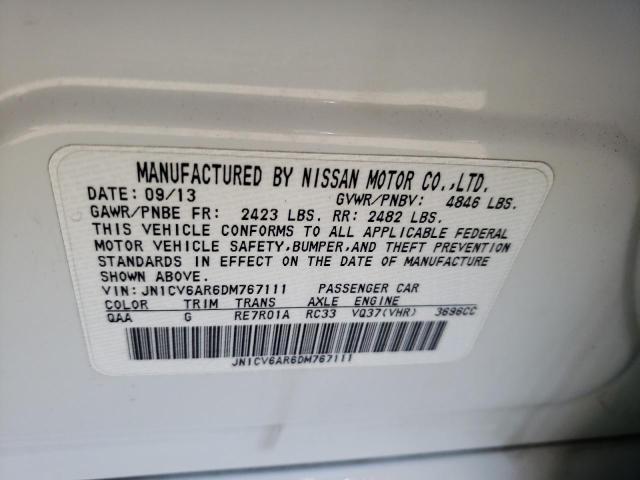 MANUFACTURED BY NISSAN MOTOR CO.,LTD.
DATE: 09/13 GVWR/PNBV: 4846 LBS.
GAWR/PNBE FR: 2423 LBS. RR: 2482 LBS.
THIS VEHICLE CONFORMS TO ALL APPLICABLE FEDERAL
MOTOR VEHICLE SAFETY,BUMPER,AND THEFT PREVENTION
STANDARDS IN EFFECT ON THE DATE OF MANUFACTURE
SHOWN ABOVE.
VIN: JN1CV6AR6DM767111 PASSENGER CAR
COLOR TRIM TRANS AXLE ENGINE
QAA G RE7R01A RC33 VQ37(VHR) 3696CC
JN1CV6AR6DM767111